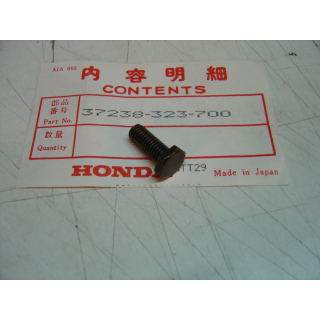 内容明細
CONTENTS
部品番号
Part No.
37238-323-700
数量
Quantity
HONDA
TT29
Made in Japan